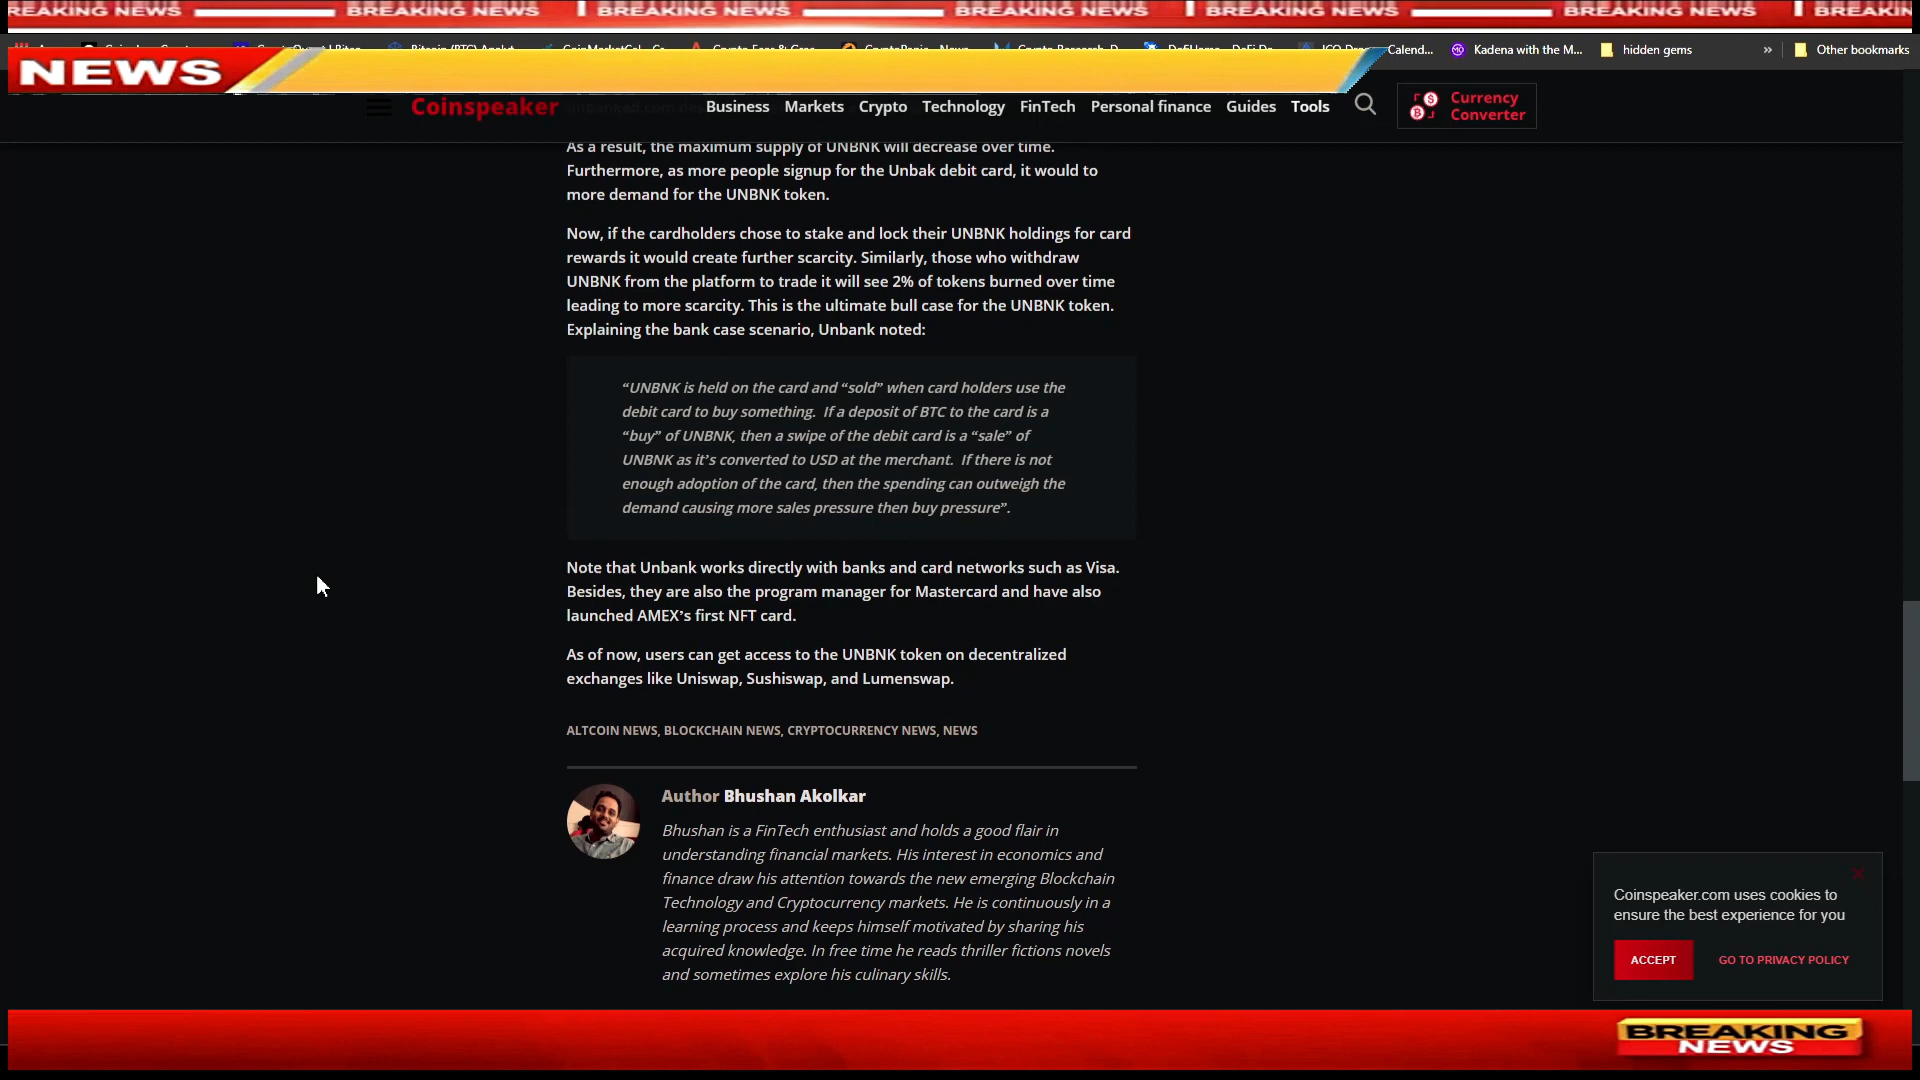 BREAKING NEWS BREAKING NEWS BREAKING NEWS BREAKING NEWS BREAKING NEWS BREAKING NEWS
Calend... Kadena with the M... hidden gems » Other bookmarks
NEWS
Coinspeaker Business Markets Crypto Technology FinTech Personal finance Guides Tools
Currency
Converter
As a result, the maximum supply of UNBNK will decrease over time.
Furthermore, as more people signup for the Unbak debit card, it would to
more demand for the UNBNK token.
Now, if the cardholders chose to stake and lock their UNBNK holdings for card
rewards it would create further scarcity. Similarly, those who withdraw
UNBNK from the platform to trade it will see 2% of tokens burned over time
leading to more scarcity. This is the ultimate bull case for the UNBNK token.
Explaining the bank case scenario, Unbank noted:
“UNBNK is held on the card and “sold” when card holders use the
debit card to buy something. If a deposit of BTC to the card is a
“buy” of UNBNK, then a swipe of the debit card is a “sale” of
UNBNK as it’s converted to USD at the merchant. If there is not
enough adoption of the card, then the spending can outweigh the
demand causing more sales pressure then buy pressure”.
Note that Unbank works directly with banks and card networks such as Visa.
Besides, they are also the program manager for Mastercard and have also
launched AMEX’s first NFT card.
As of now, users can get access to the UNBNK token on decentralized
exchanges like Uniswap, Sushiswap, and Lumenswap.
ALTCOIN NEWS, BLOCKCHAIN NEWS, CRYPTOCURRENCY NEWS, NEWS
Author Bhushan Akolkar
Bhushan is a FinTech enthusiast and holds a good flair in
understanding financial markets. His interest in economics and
finance draw his attention towards the new emerging Blockchain
Technology and Cryptocurrency markets. He is continuously in a
learning process and keeps himself motivated by sharing his
acquired knowledge. In free time he reads thriller fictions novels
and sometimes explore his culinary skills.
Coinspeaker.com uses cookies to
ensure the best experience for you
ACCEPT GO TO PRIVACY POLICY
BREAKING
NEWS